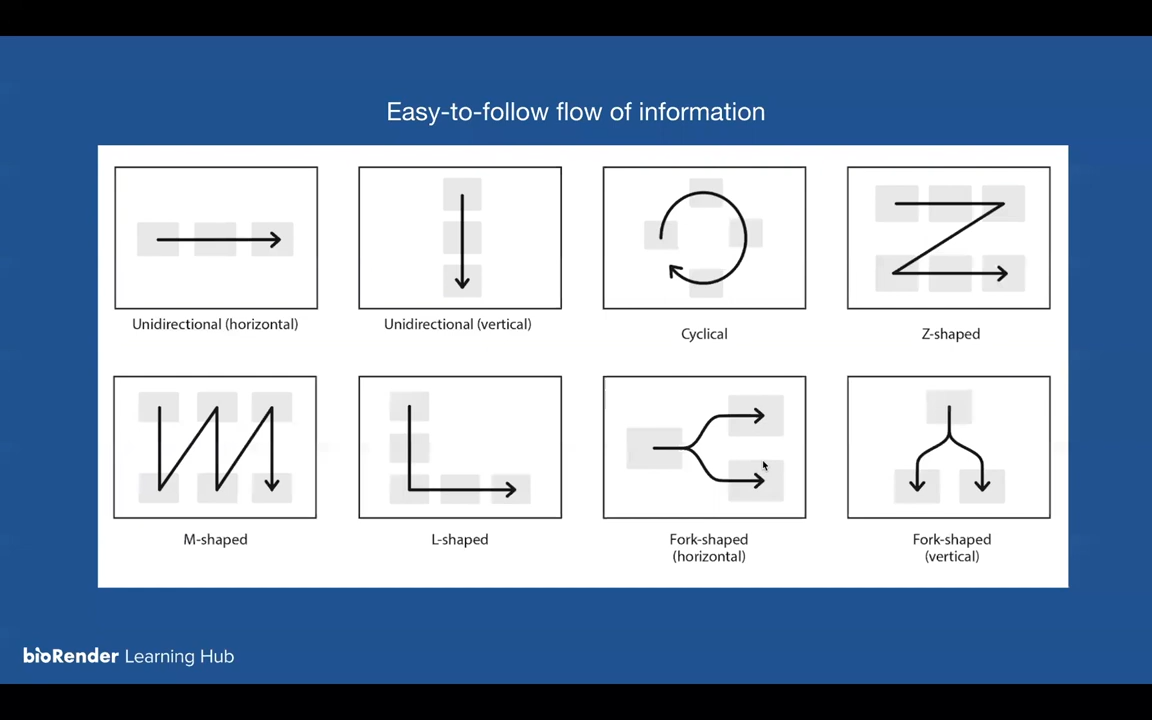 Easy-to-follow flow of information
Unidirectional (horizontal)
Unidirectional (vertical)
Cyclical
Z-shaped
M-shaped
L-shaped
Fork-shaped
(horizontal)
Fork-shaped
(vertical)
bioRender Learning Hub